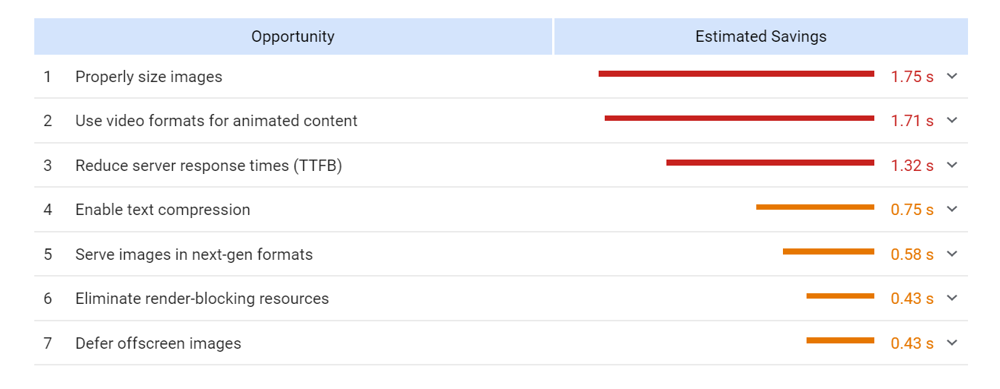 Opportunity Estimated Savings
1 Properly size images 1.75 s
2 Use video formats for animated content 1.71 s
3 Reduce server response times (TTFB) 1.32 s
4 Enable text compression 0.75 s
5 Serve images in next-gen formats 0.58 s
6 Eliminate render-blocking resources 0.43 s
7 Defer offscreen images 0.43 s